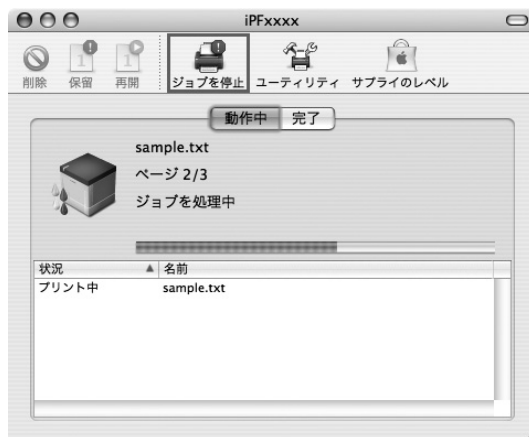 iPFxxxx
削除 保留 再開 ジョブを停止 ユーティリティ サプライのレベル
動作中 完了
sample.txt
ページ 2/3
ジョブを処理中
状況 名前
プリント中 sample.txt